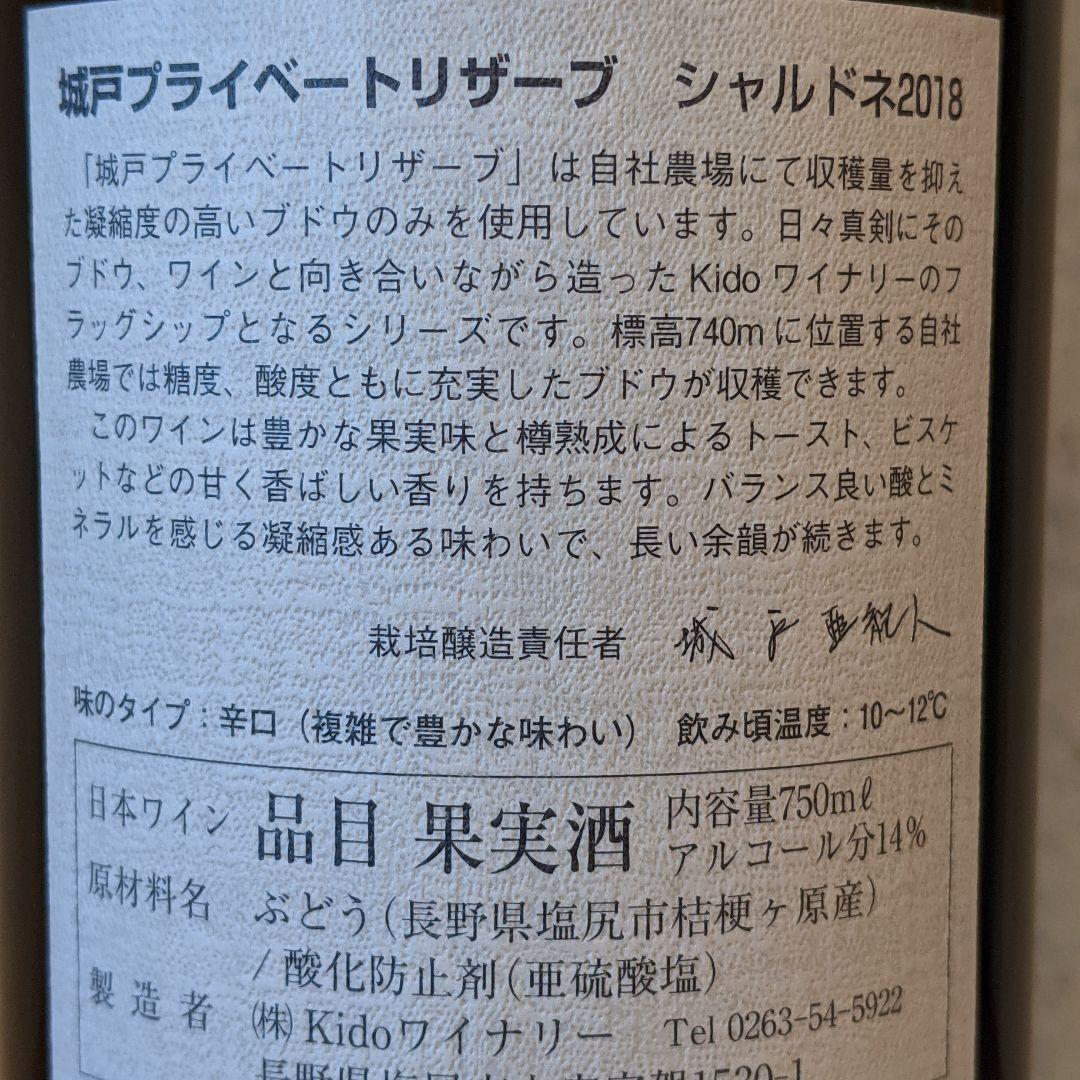 城戸プライベートリザーブ　シャルドネ2018
「城戸プライベートリザーブ」は自社農場にて収穫量を抑え
た凝縮度の高いブドウのみを使用しています。日々真剣にその
ブドウ、ワインと向き合いながら造ったKidoワイナリーのフ
ラッグシップとなるシリーズです。標高740mに位置する自社
農場では糖度、酸度ともに充実したブドウが収穫できます。
このワインは豊かな果実味と樽熟成によるトースト、ビスケ
ットなどの甘く香ばしい香りを持ちます。バランス良い酸とミ
ネラルを感じる凝縮感ある味わいで、長い余韻が続きます。
栽培醸造責任者　城戸亜紀人
味のタイプ：辛口（複雑で豊かな味わい）　飲み頃温度：10〜12℃
日本ワイン 品目 果実酒 内容量750mℓ
アルコール分14%
原材料名 ぶどう（長野県塩尻市桔梗ヶ原産）
/酸化防止剤（亜硫酸塩）
製造者 ㈱Kidoワイナリー Tel 0263-54-5922
長野県塩尻市 1530-1